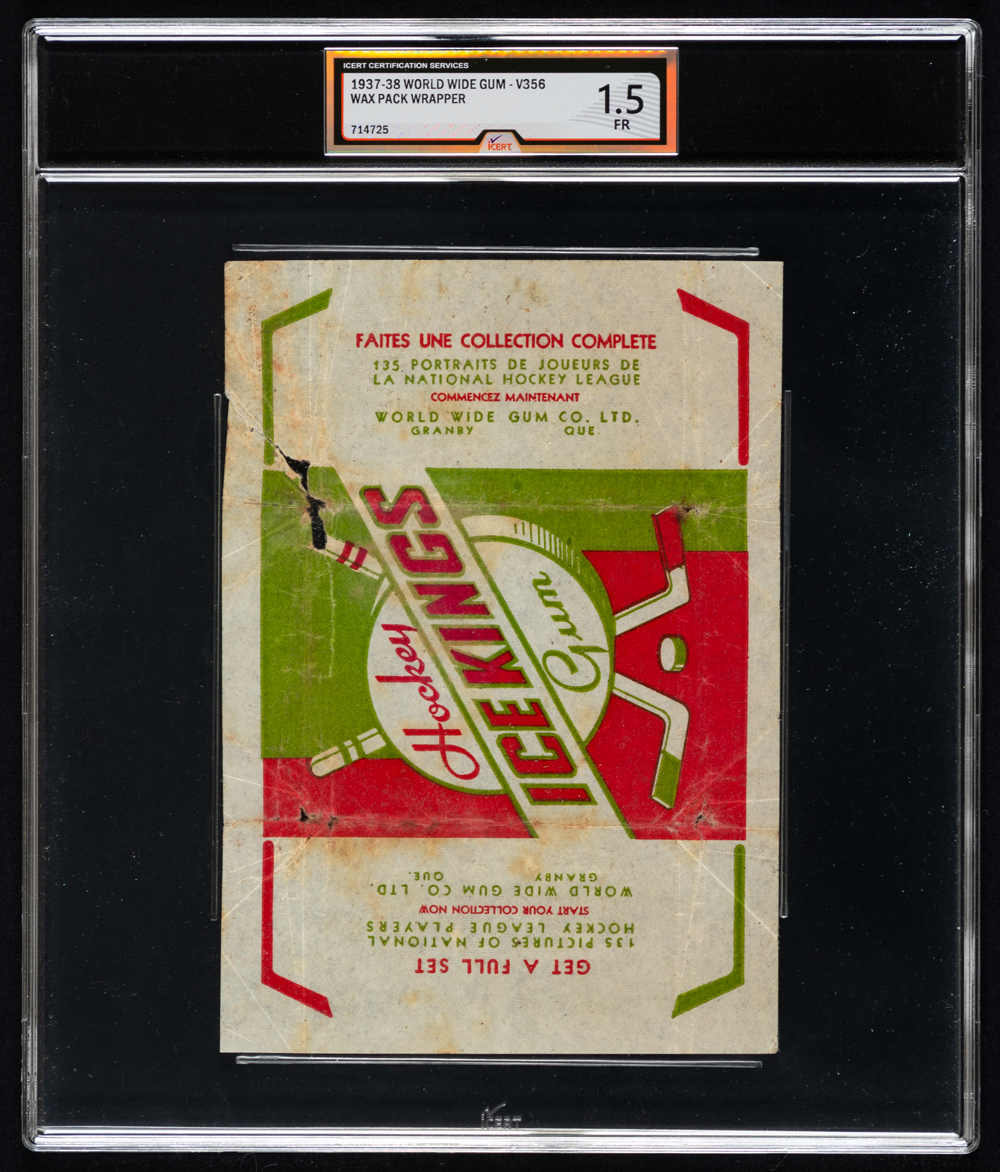 ICERT CERTIFICATION SERVICES
1937-38 WORLD WIDE GUM - V356
WAX PACK WRAPPER
714725
1.5
FR
ICERT
FAITES UNE COLLECTION COMPLETE
135 PORTRAITS DE JOUEURS DE
LA NATIONAL HOCKEY LEAGUE
COMMENCEZ MAINTENANT
WORLD WIDE GUM CO. LTD.
GRANBY QUE.
Hockey
ICE KINGS
Gum
GET A FULL SET
135 PICTURES OF NATIONAL
HOCKEY LEAGUE PLAYERS
START YOUR COLLECTION NOW
WORLD WIDE GUM CO. LTD.
GRANBY QUE.
ICERT